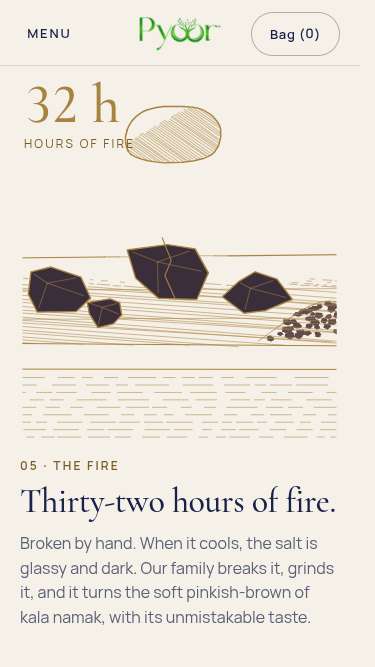 MENU
Pyoor
Bag (0)
32 h
HOURS OF FIRE
05 · THE FIRE
Thirty-two hours of fire.
Broken by hand. When it cools, the salt is
glassy and dark. Our family breaks it, grinds
it, and it turns the soft pinkish-brown of
kala namak, with its unmistakable taste.